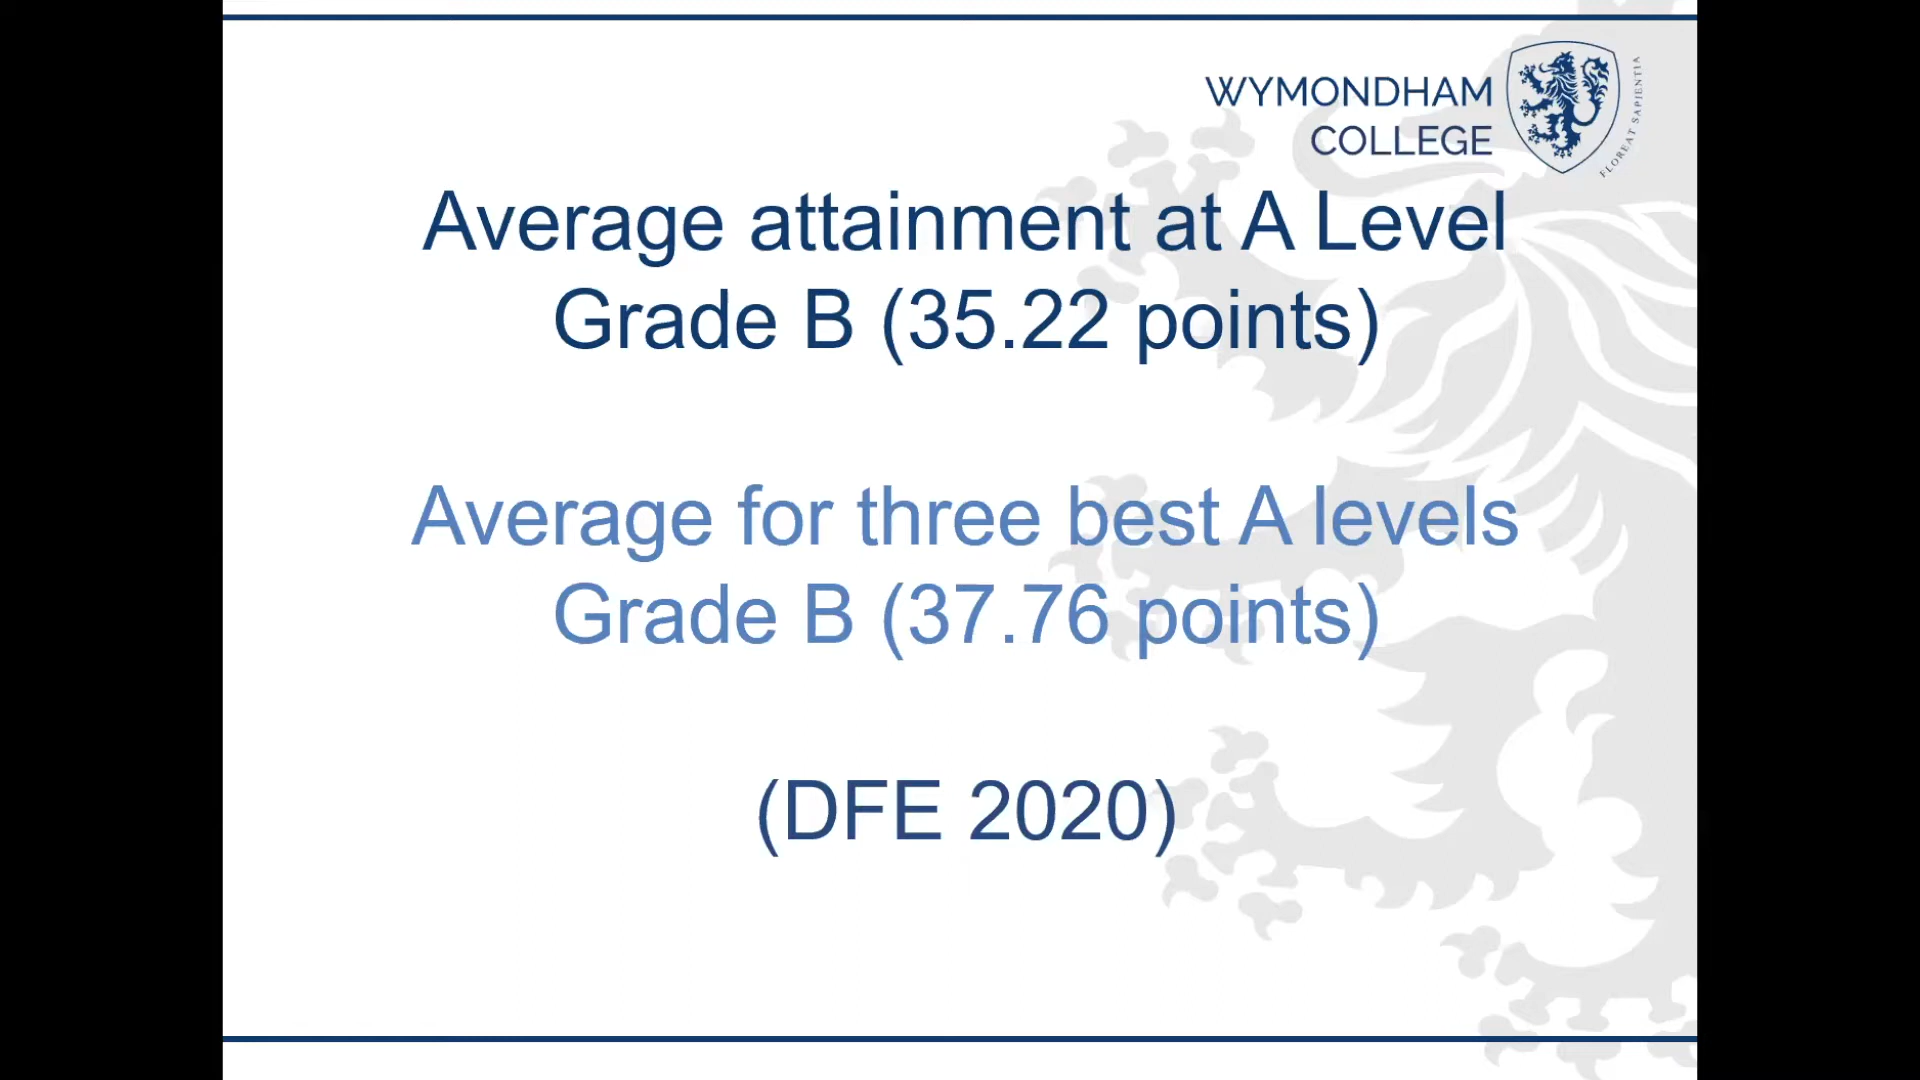 WYMONDHAM
COLLEGE
FLOREAT SAPIENTIA
Average attainment at A Level
Grade B (35.22 points)
Average for three best A levels
Grade B (37.76 points)
(DFE 2020)